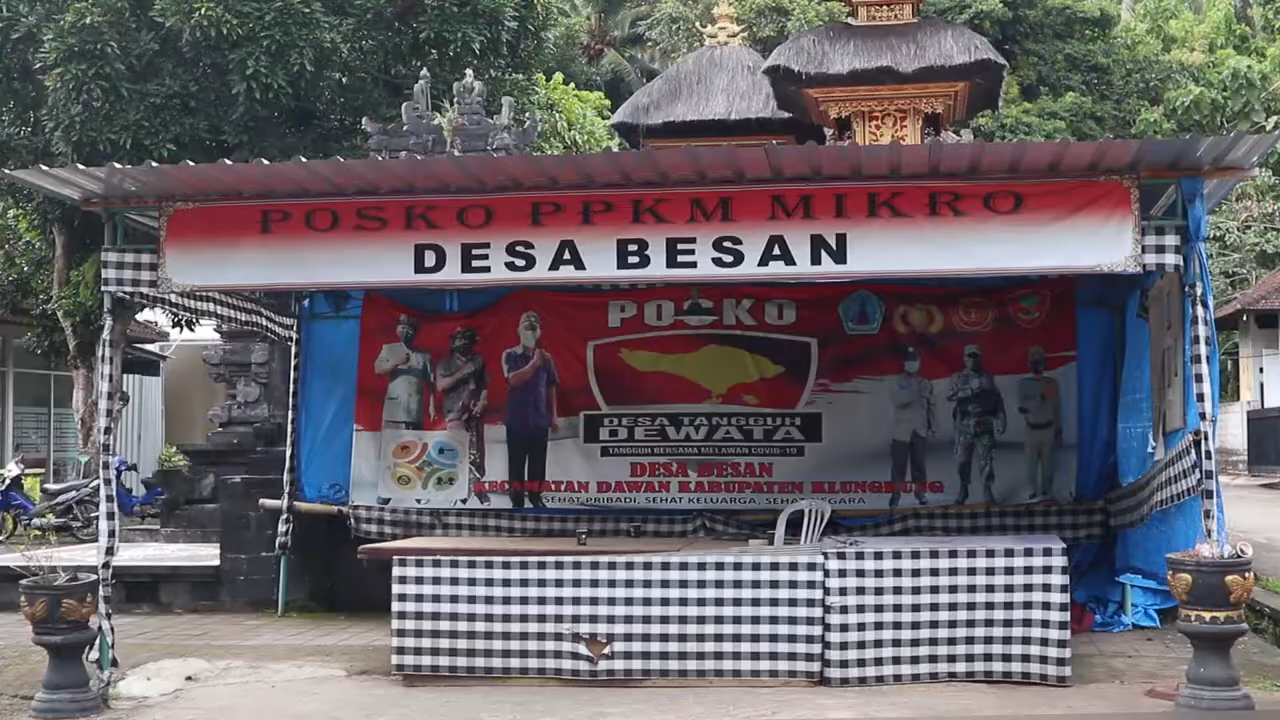 POSKO PPKM MIKRO
DESA BESAN
POSKO
DESA TANGGUH
DEWATA
TANGGUH BERSAMA MELAWAN COVID-19
DESA BESAN
KECAMATAN DAWAN KABUPATEN KLUNGKUNG
SEHAT PRIBADI, SEHAT KELUARGA, SEHAT NEGARA